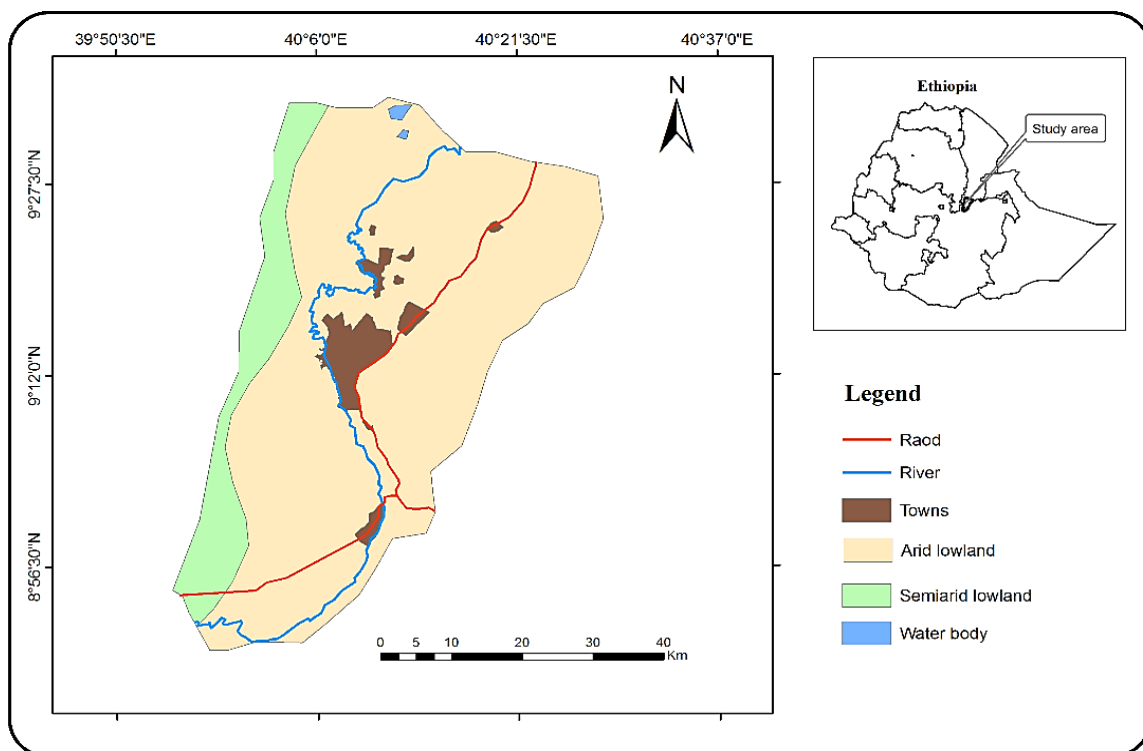 39°50'30"E 40°6'0"E 40°21'30"E 40°37'0"E
N
9°27'30"N
9°12'0"N
8°56'30"N
0 5 10 20 30 40
Km
Ethiopia
Study area
Legend
Raod
River
Towns
Arid lowland
Semiarid lowland
Water body